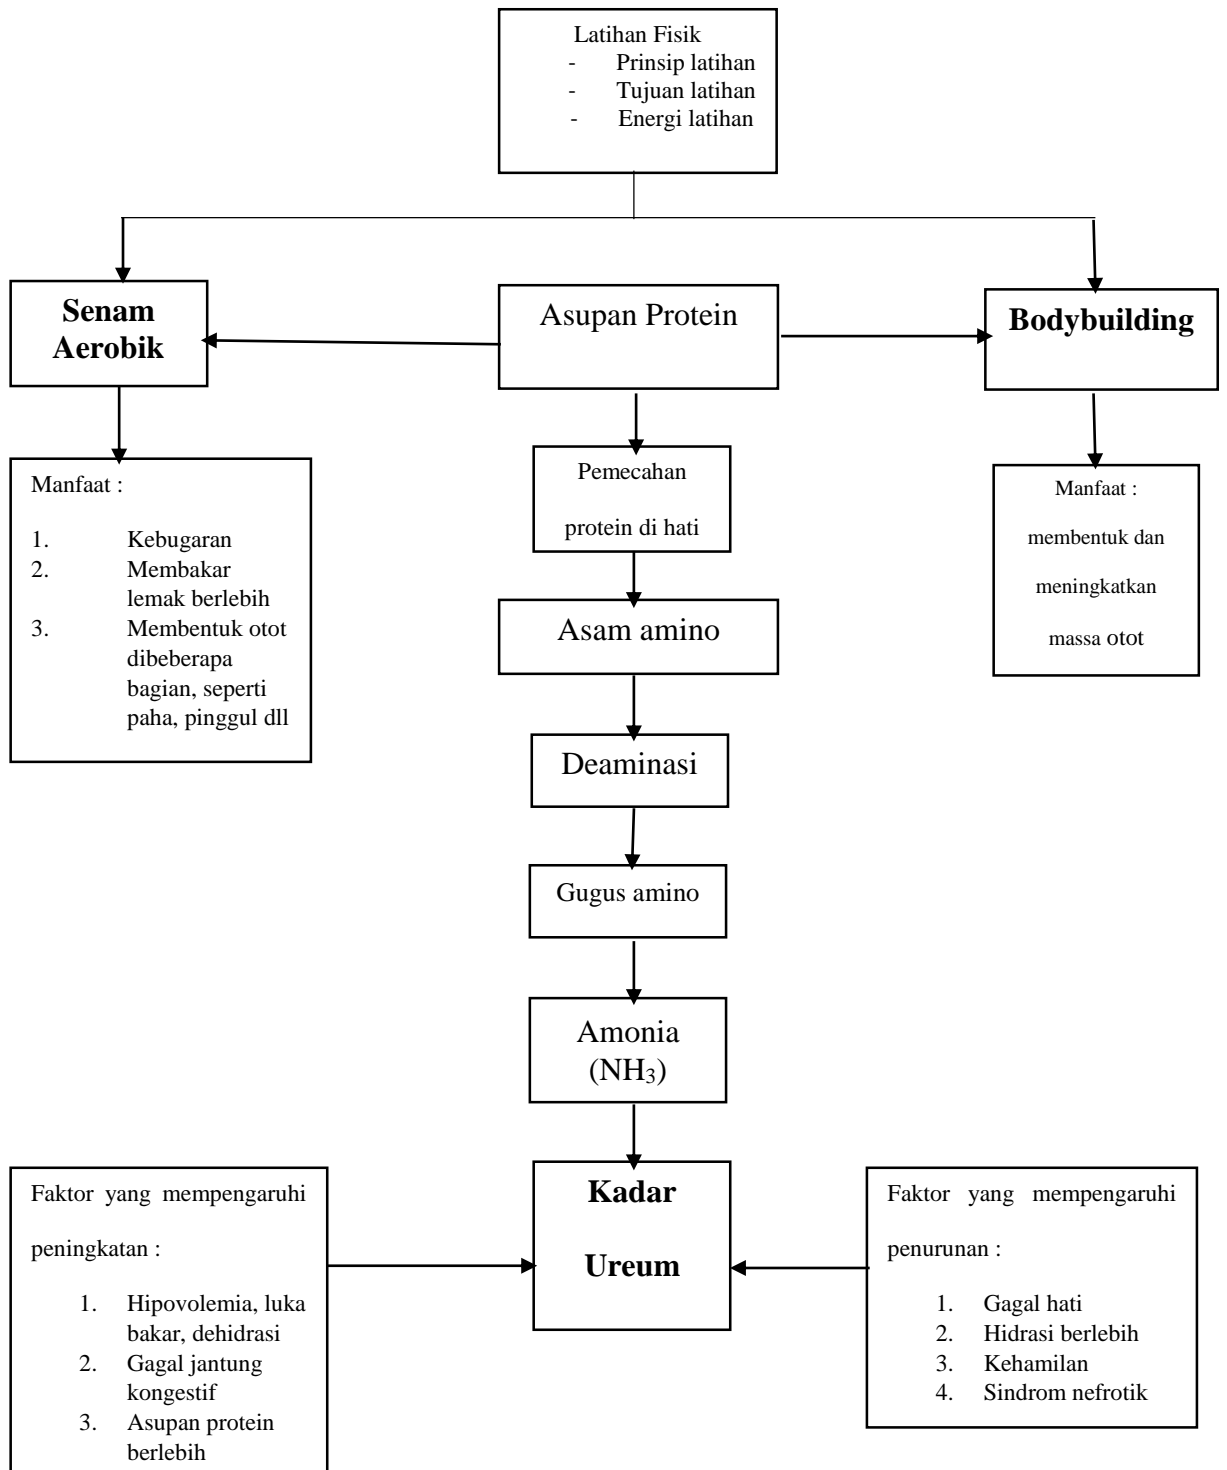 Latihan Fisik
- Prinsip latihan
- Tujuan latihan
- Energi latihan
Senam
Aerobik
Asupan Protein
Bodybuilding
Manfaat :
1. Kebugaran
2. Membakar
lemak berlebih
3. Membentuk otot
dibeberapa
bagian, seperti
paha, pinggul dll
Pemecahan
protein di hati
Manfaat :
membentuk dan
meningkatkan
massa otot
Asam amino
Deaminasi
Gugus amino
Amonia
(NH₃)
Kadar
Ureum
Faktor yang mempengaruhi
peningkatan :
1. Hipovolemia, luka
bakar, dehidrasi
2. Gagal jantung
kongestif
3. Asupan protein
berlebih
Faktor yang mempengaruhi
penurunan :
1. Gagal hati
2. Hidrasi berlebih
3. Kehamilan
4. Sindrom nefrotik